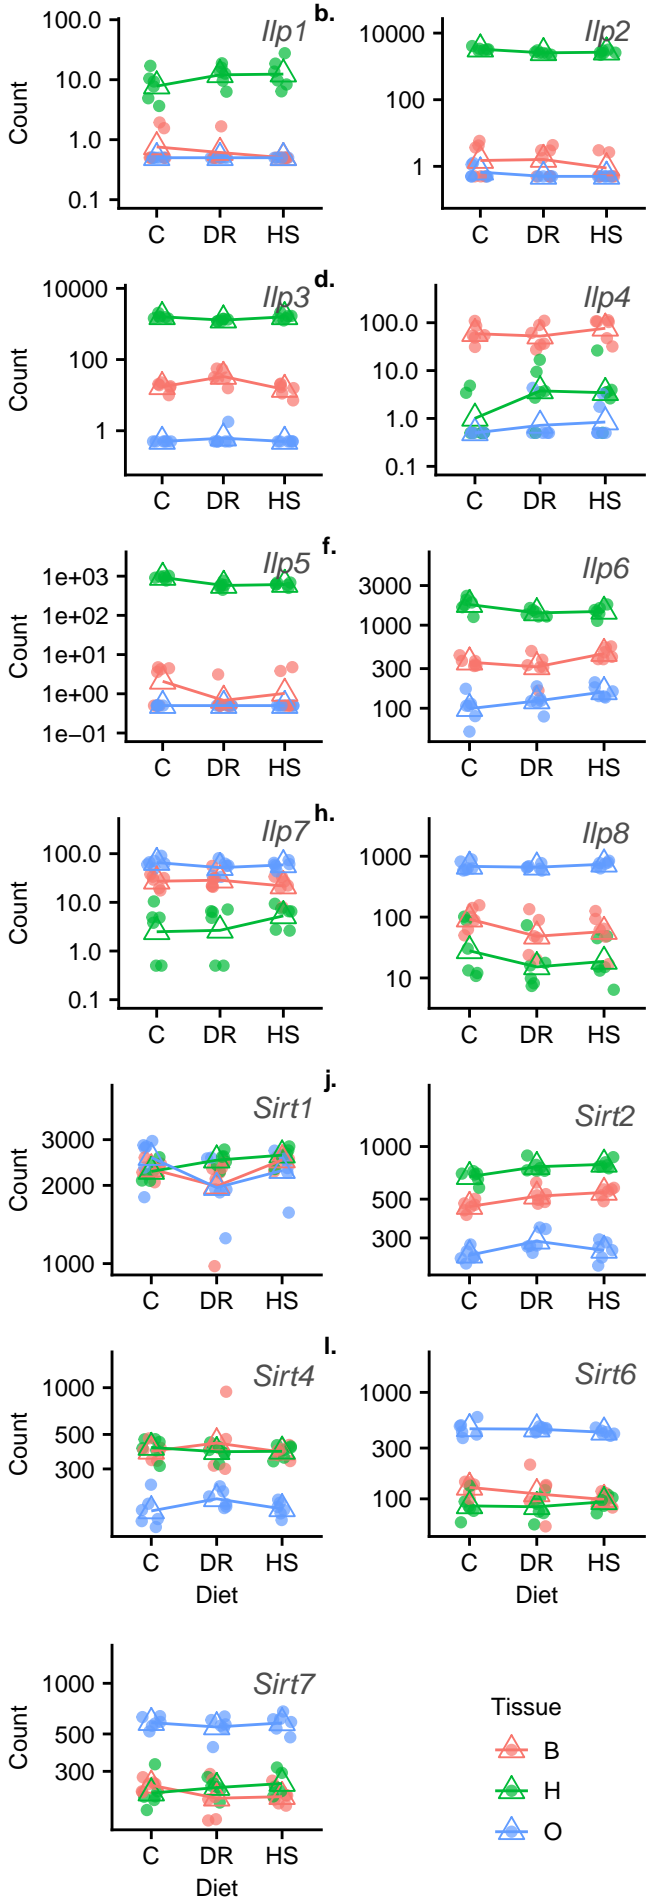 b.
Ilp1
Count
100.0
10.0
1.0
0.1
C DR HS
Ilp2
10000
100
1
C DR HS
d.
Ilp3
Count
10000
100
1
C DR HS
Ilp4
100.0
10.0
1.0
0.1
C DR HS
f.
Ilp5
Count
1e+03
1e+02
1e+01
1e+00
1e−01
C DR HS
Ilp6
3000
1000
300
100
C DR HS
h.
Ilp7
Count
100.0
10.0
1.0
0.1
C DR HS
Ilp8
1000
100
10
C DR HS
j.
Sirt1
Count
3000
2000
1000
C DR HS
Sirt2
1000
500
300
C DR HS
l.
Sirt4
Count
1000
500
300
C DR HS
Diet
Sirt6
1000
300
100
C DR HS
Diet
Sirt7
Count
1000
500
300
C DR HS
Diet
Tissue
B
H
O